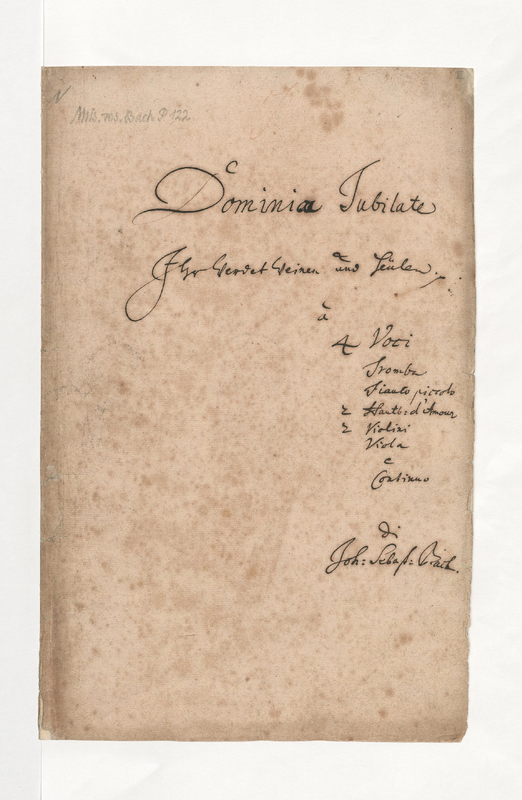 Mus. ms. Bach P 122
Dominica Jubilate
Ihr werdet weinen und heulen.
à
4 Voci
Tromba
Fiauto piccolo
2 Hautb: d'Amour
2 Violini
Viola
e
Continuo
di
Joh: Sebast: Bach.